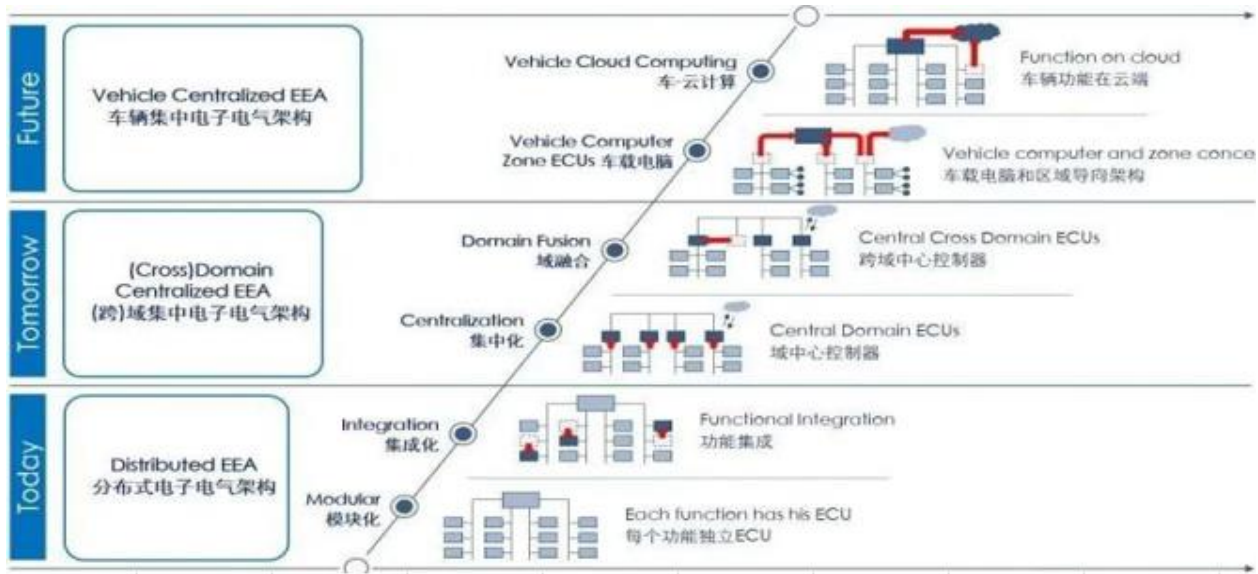 Future
Vehicle Centralized EEA
车辆集中电子电气架构
Vehicle Cloud Computing
车-云计算
Function on cloud
车辆功能在云端
Vehicle Computer
Zone ECUs 车载电脑
Vehicle computer and zone conce
车载电脑和区域导向架构
Tomorrow
(Cross)Domain
Centralized EEA
(跨)域集中电子电气架构
Domain Fusion
域融合
Central Cross Domain ECUs
跨域中心控制器
Centralization
集中化
Central Domain ECUs
域中心控制器
Today
Distributed EEA
分布式电子电气架构
Integration
集成化
Functional Integration
功能集成
Modular
模块化
Each function has his ECU
每个功能独立ECU